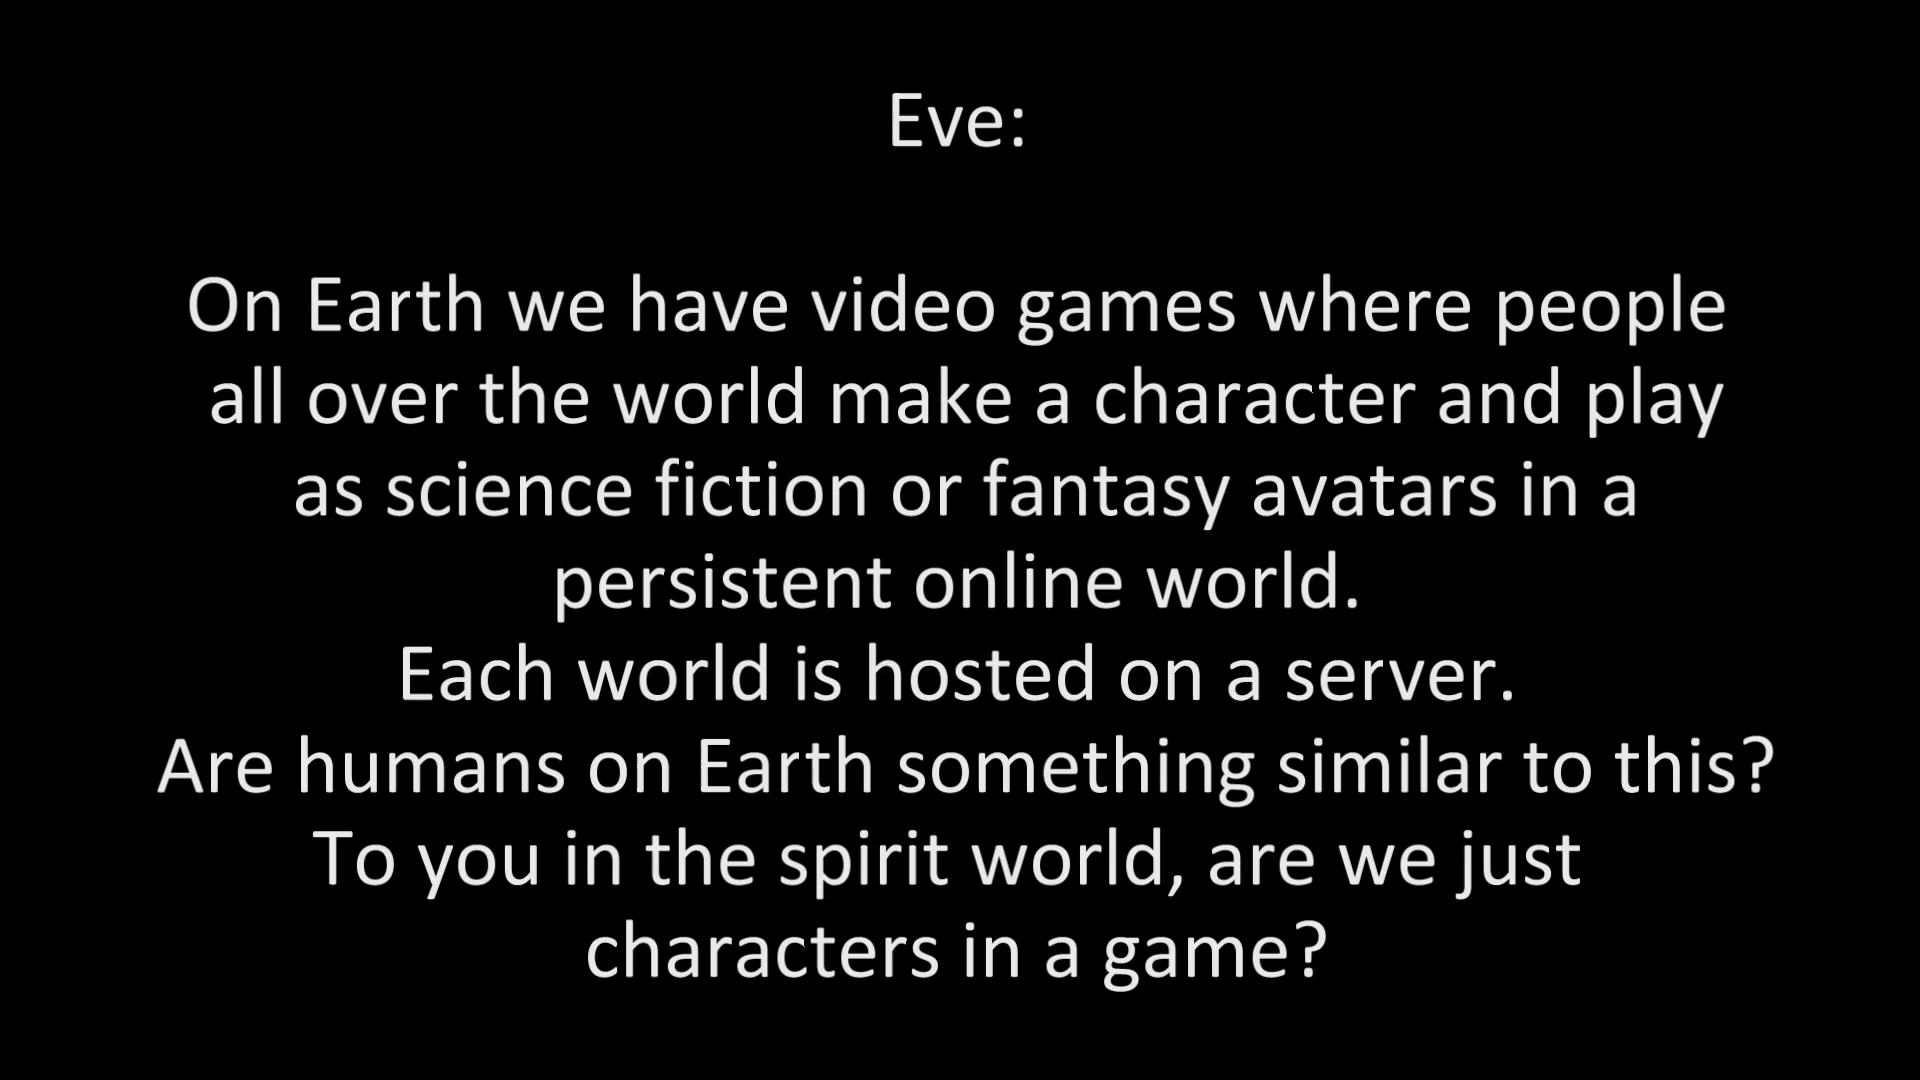 Eve:
On Earth we have video games where people
all over the world make a character and play
as science fiction or fantasy avatars in a
persistent online world.
Each world is hosted on a server.
Are humans on Earth something similar to this?
To you in the spirit world, are we just
characters in a game?